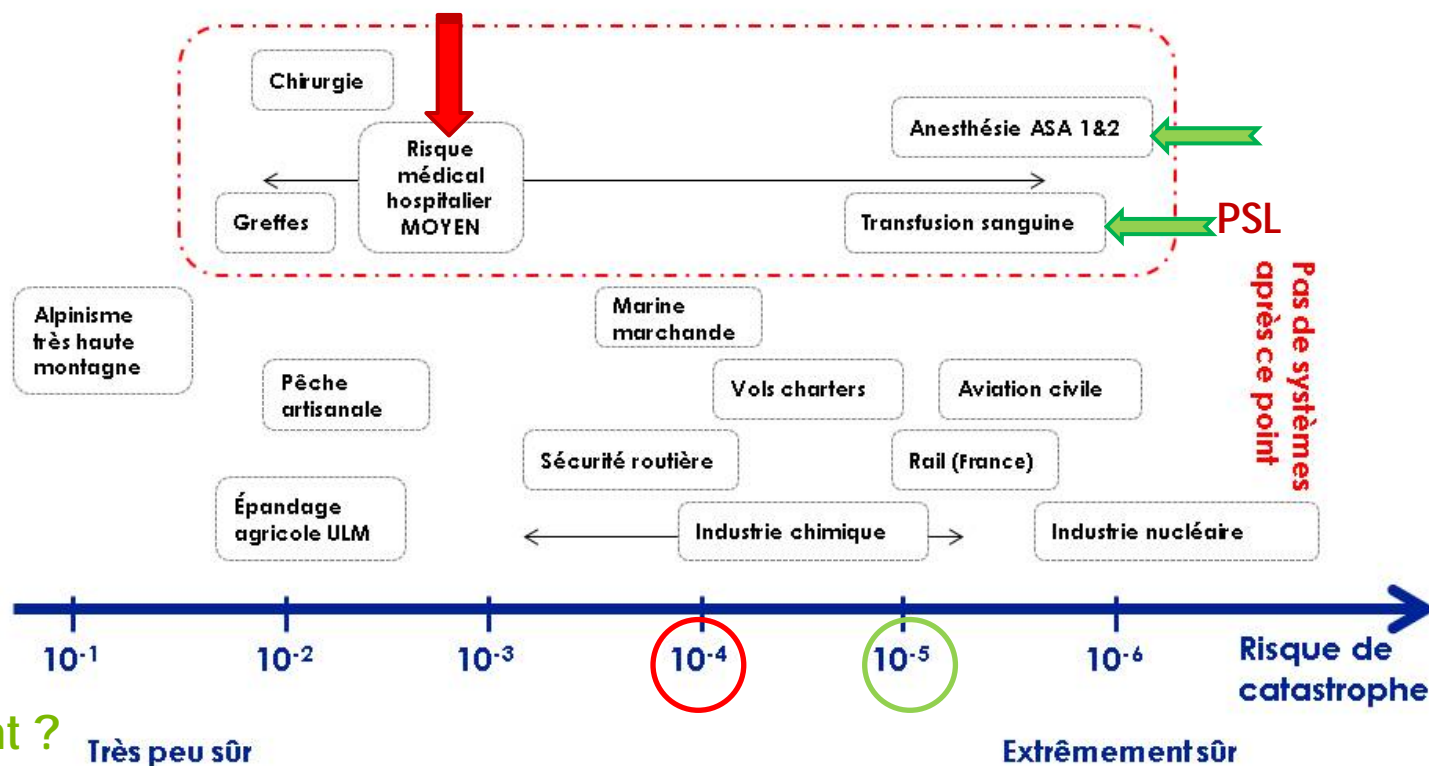 Chirurgie
Risque
médical
hospitalier
MOYEN
Anesthésie ASA 1&2
Greffes
Transfusion sanguine
PSL
Pas de systèmes
après ce point
Alpinisme
très haute
montagne
Marine
marchande
Pêche
artisanale
Vols charters
Aviation civile
Sécurité routière
Rail (France)
Épandage
agricole ULM
Industrie chimique
Industrie nucléaire
10⁻¹
10⁻²
10⁻³
10⁻⁴
10⁻⁵
10⁻⁶
Risque de
catastrophe
nt ?
Très peu sûr
Extrêmement sûr